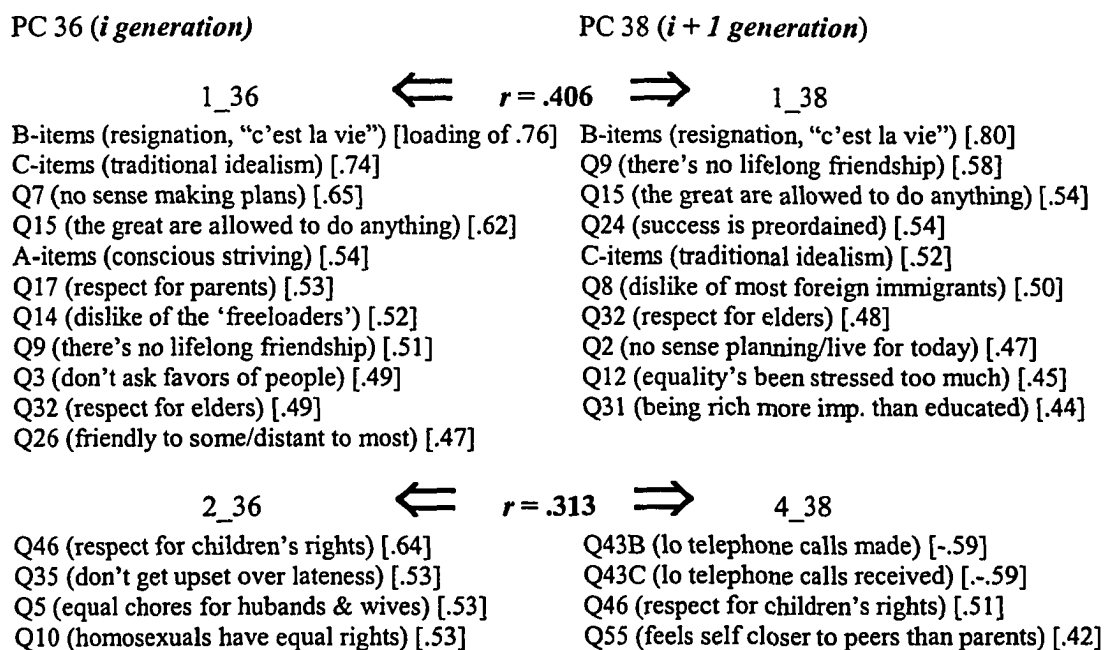 PC 36 (i generation) PC 38 (i + 1 generation)
1_36 ⇐ r = .406 ⇒ 1_38
B-items (resignation, “c’est la vie”) [loading of .76] B-items (resignation, “c’est la vie”) [.80]
C-items (traditional idealism) [.74] Q9 (there’s no lifelong friendship) [.58]
Q7 (no sense making plans) [.65] Q15 (the great are allowed to do anything) [.54]
Q15 (the great are allowed to do anything) [.62] Q24 (success is preordained) [.54]
A-items (conscious striving) [.54] C-items (traditional idealism) [.52]
Q17 (respect for parents) [.53] Q8 (dislike of most foreign immigrants) [.50]
Q14 (dislike of the ‘freeloaders’) [.52] Q32 (respect for elders) [.48]
Q9 (there’s no lifelong friendship) [.51] Q2 (no sense planning/live for today) [.47]
Q3 (don’t ask favors of people) [.49] Q12 (equality’s been stressed too much) [.45]
Q32 (respect for elders) [.49] Q31 (being rich more imp. than educated) [.44]
Q26 (friendly to some/distant to most) [.47]
2_36 ⇐ r = .313 ⇒ 4_38
Q46 (respect for children’s rights) [.64] Q43B (lo telephone calls made) [-.59]
Q35 (don’t get upset over lateness) [.53] Q43C (lo telephone calls received) [.-.59]
Q5 (equal chores for hubands & wives) [.53] Q46 (respect for children’s rights) [.51]
Q10 (homosexuals have equal rights) [.53] Q55 (feels self closer to peers than parents) [.42]